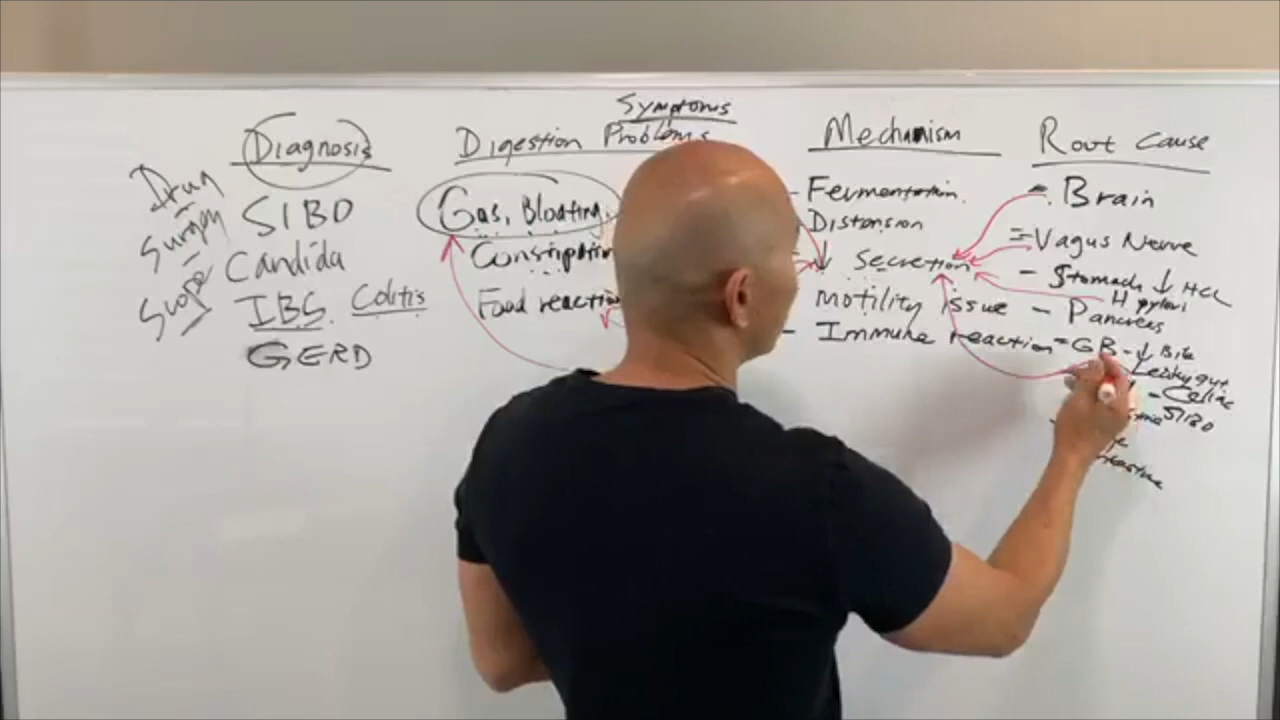 Diagnosis
Drug
Surgery
Scope
SIBO
Candida
IBS Colitis
GERD
Symptoms
Digestion Problems
Gas, Bloating
Constipation
Food reaction
Mechanism
- Fermentation
Distension
↓ Secretion
Motility issue
- Immune reaction
Root Cause
- Brain
= Vagus Nerve
- Stomach ↓ HCL
H pylori
- Pancreas
- GB - ↓ Bile
Leaky gut
- Celiac
SIBO